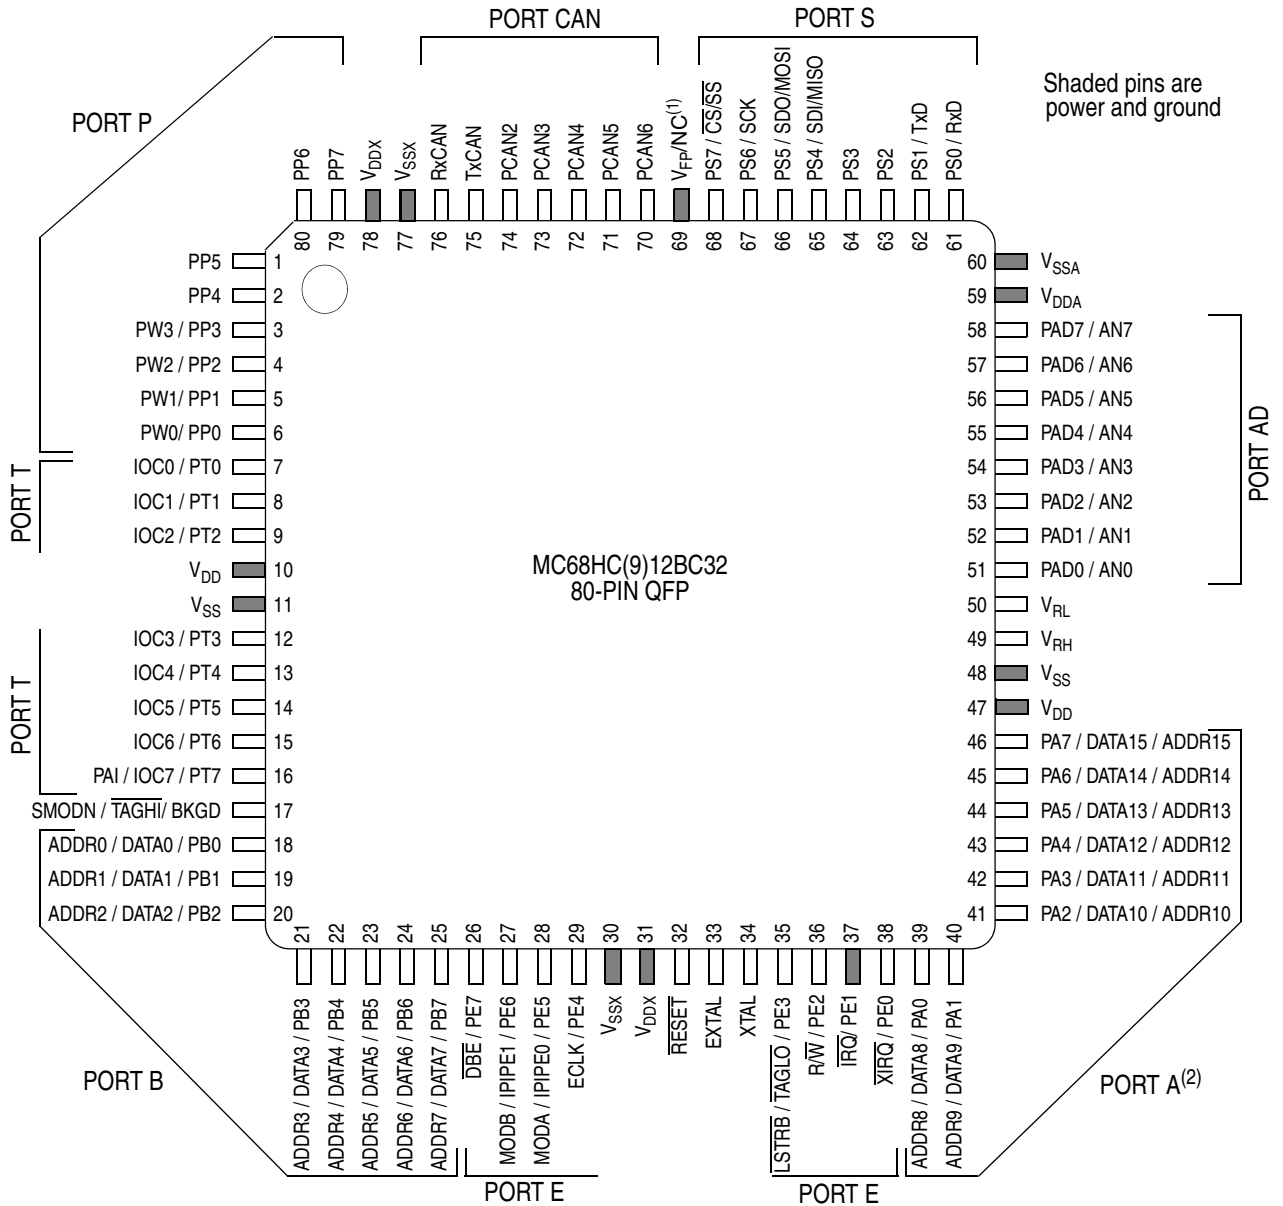 PORT CAN
PORT S
PORT P
Shaded pins are
power and ground
PP6
PP7
VDDX
VSSX
RxCAN
TxCAN
PCAN2
PCAN3
PCAN4
PCAN5
PCAN6
VFP/NC(1)
PS7 / CS/SS
PS6 / SCK
PS5 / SDO/MOSI
PS4 / SDI/MISO
PS3
PS2
PS1 / TxD
PS0 / RxD
80
79
78
77
76
75
74
73
72
71
70
69
68
67
66
65
64
63
62
61
PP5 1
PP4 2
PW3 / PP3 3
PW2 / PP2 4
PW1/ PP1 5
PW0/ PP0 6
PORT T
IOC0 / PT0 7
IOC1 / PT1 8
IOC2 / PT2 9
VDD 10
VSS 11
PORT T
IOC3 / PT3 12
IOC4 / PT4 13
IOC5 / PT5 14
IOC6 / PT6 15
PAI / IOC7 / PT7 16
SMODN / TAGHI/ BKGD 17
ADDR0 / DATA0 / PB0 18
ADDR1 / DATA1 / PB1 19
ADDR2 / DATA2 / PB2 20
MC68HC(9)12BC32
80-PIN QFP
60 VSSA
59 VDDA
58 PAD7 / AN7
57 PAD6 / AN6
56 PAD5 / AN5
55 PAD4 / AN4
54 PAD3 / AN3
53 PAD2 / AN2
52 PAD1 / AN1
51 PAD0 / AN0
PORT AD
50 VRL
49 VRH
48 VSS
47 VDD
46 PA7 / DATA15 / ADDR15
45 PA6 / DATA14 / ADDR14
44 PA5 / DATA13 / ADDR13
43 PA4 / DATA12 / ADDR12
42 PA3 / DATA11 / ADDR11
41 PA2 / DATA10 / ADDR10
21
22
23
24
25
26
27
28
29
30
31
32
33
34
35
36
37
38
39
40
ADDR3 / DATA3 / PB3
ADDR4 / DATA4 / PB4
ADDR5 / DATA5 / PB5
ADDR6 / DATA6 / PB6
ADDR7 / DATA7 / PB7
DBE / PE7
MODB / IPIPE1 / PE6
MODA / IPIPE0 / PE5
ECLK / PE4
VSSX
VDDX
RESET
EXTAL
XTAL
LSTRB / TAGLO / PE3
R/W / PE2
IRQ/ PE1
XIRQ / PE0
ADDR8 / DATA8 / PA0
ADDR9 / DATA9 / PA1
PORT B
PORT A(2)
PORT E
PORT E